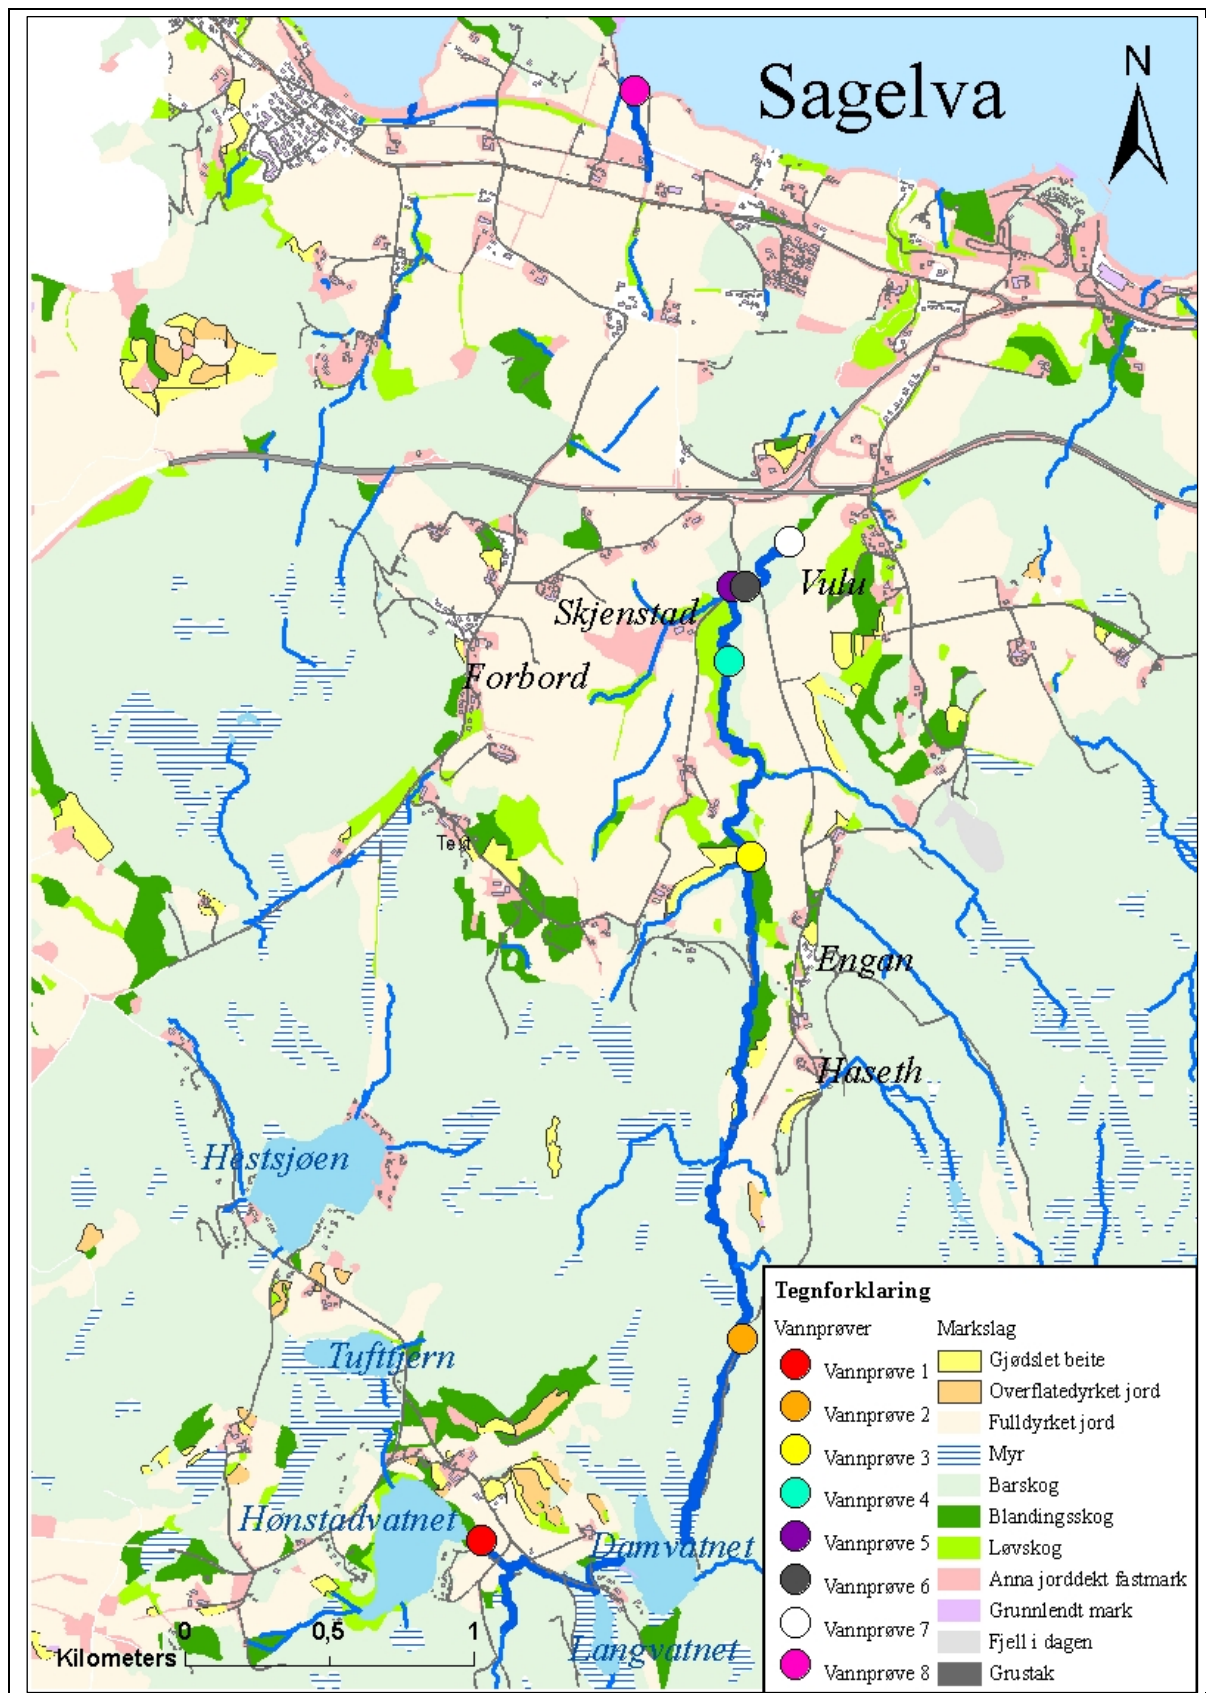 Sagelva
N
Vulu
Skjenstad
Forbord
Text
Engan
Haseth
Hestsjøen
Tufttjern
Hønstadvatnet
Damvatnet
Langvatnet
0 0,5 1
Kilometers
Tegnforklaring
Vannprøver
Vannprøve 1
Vannprøve 2
Vannprøve 3
Vannprøve 4
Vannprøve 5
Vannprøve 6
Vannprøve 7
Vannprøve 8
Markslag
Gjødslet beite
Overflatedyrket jord
Fulldyrket jord
Myr
Barskog
Blandingsskog
Løvskog
Anna jorddekt fastmark
Grunnlendt mark
Fjell i dagen
Grustak